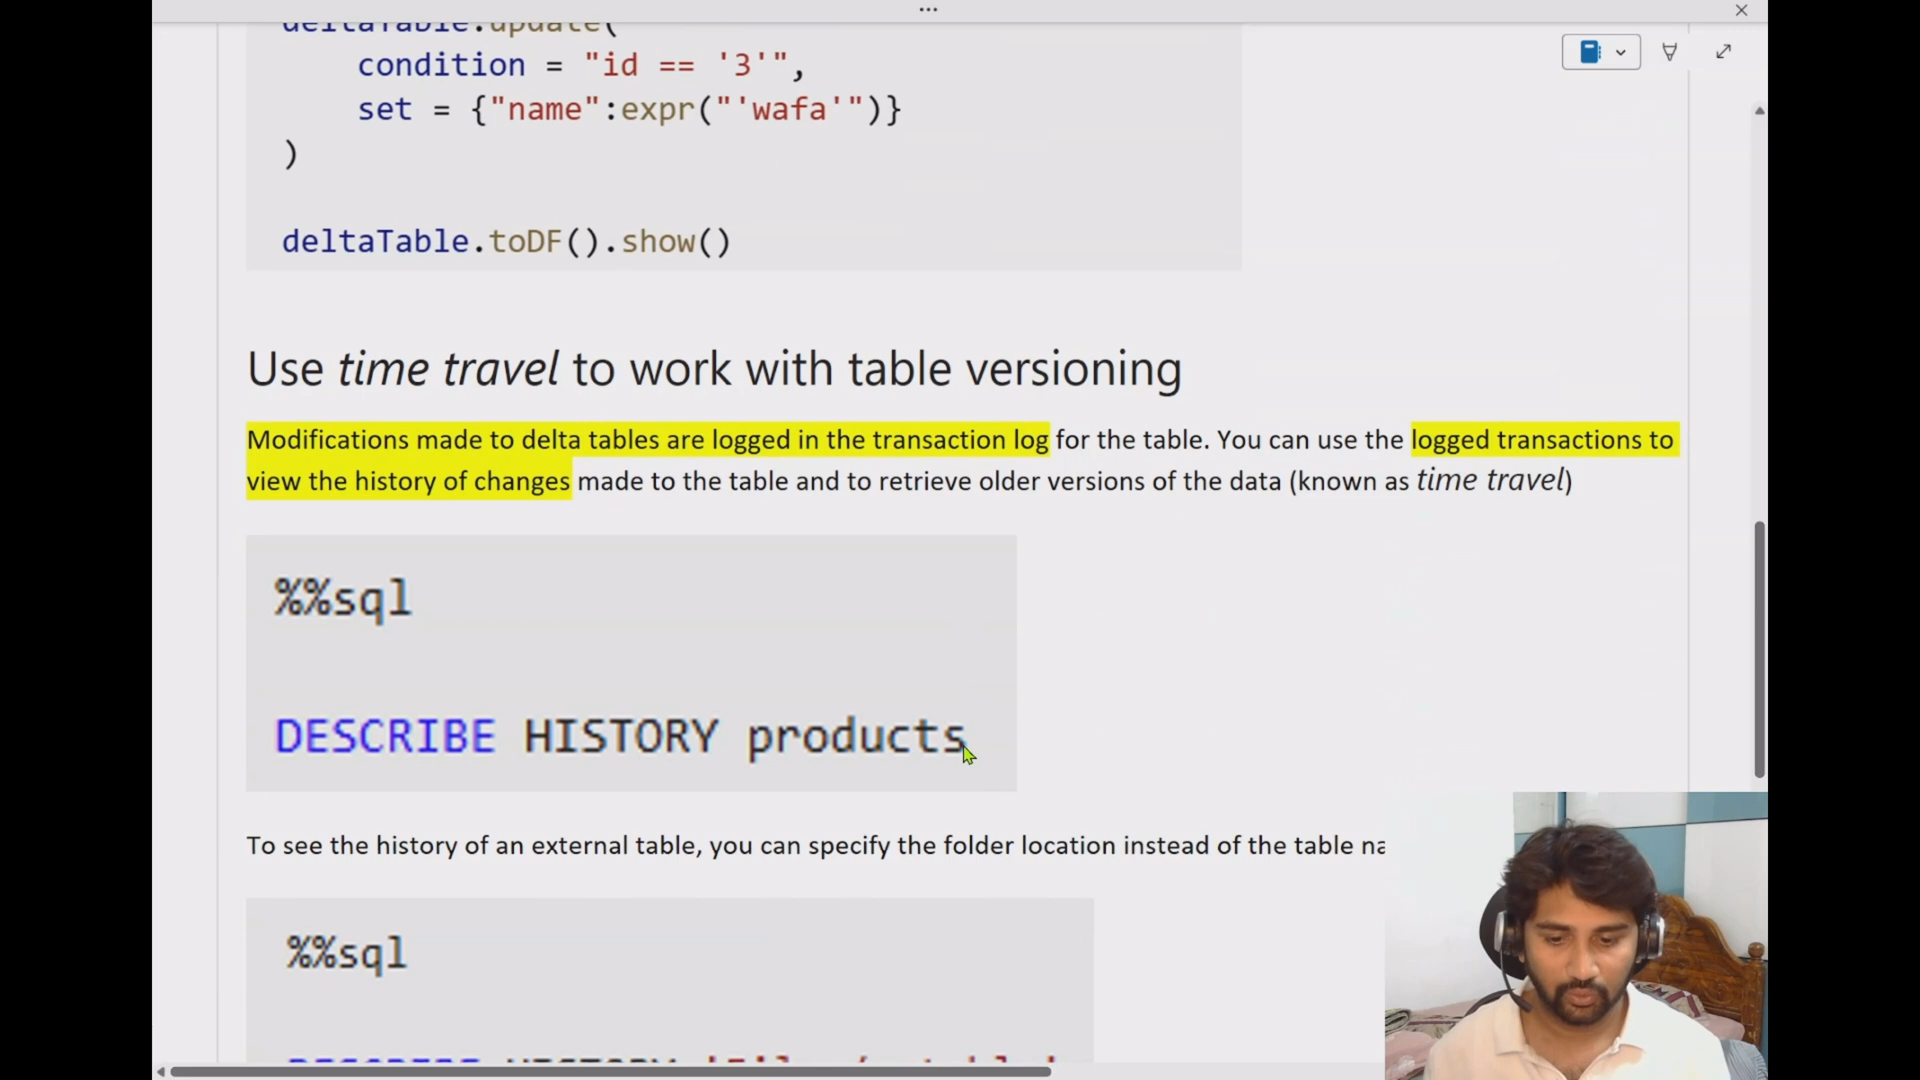 deltaTable.update(
condition = "id == '3'",
set = {"name":expr("'wafa'")}
)
deltaTable.toDF().show()
Use time travel to work with table versioning
Modifications made to delta tables are logged in the transaction log for the table. You can use the logged transactions to
view the history of changes made to the table and to retrieve older versions of the data (known as time travel)
%%sql
DESCRIBE HISTORY products
To see the history of an external table, you can specify the folder location instead of the table na
%%sql
DESCRIBE HISTORY